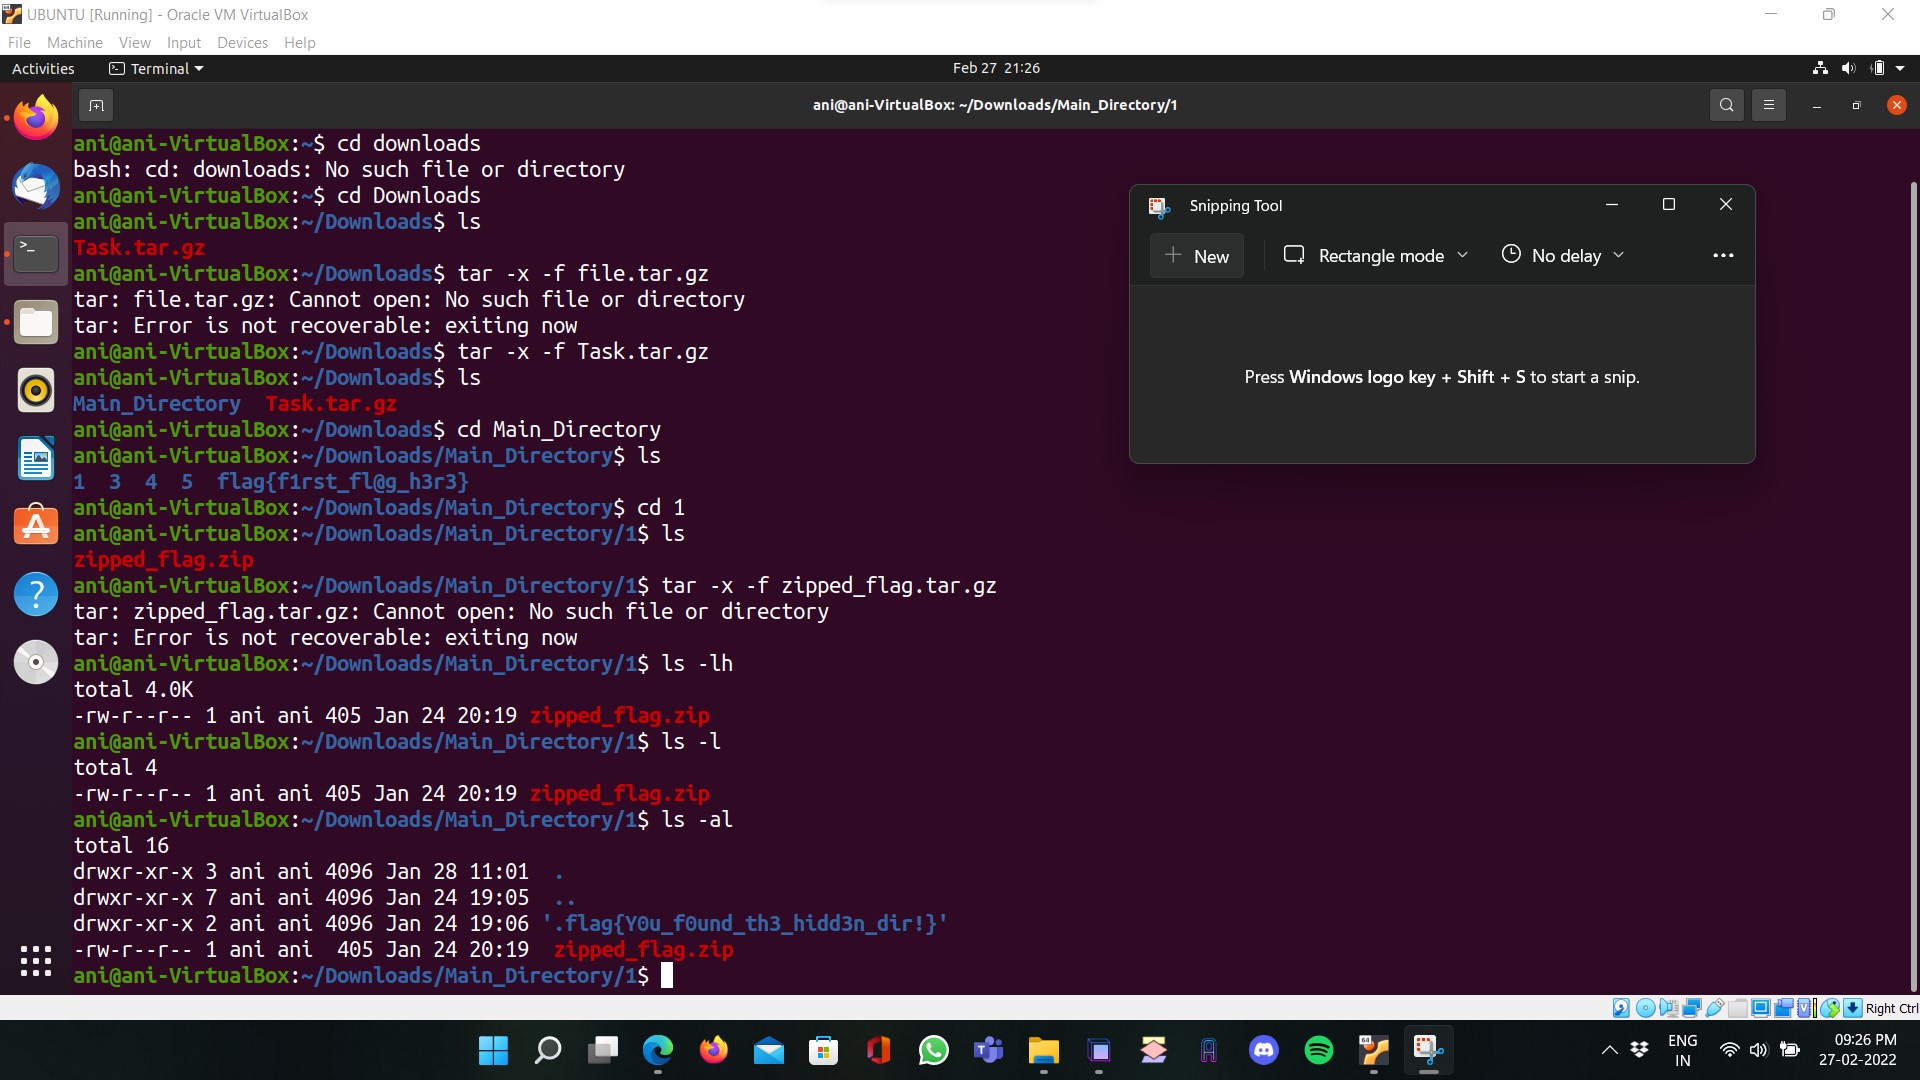 UBUNTU [Running] - Oracle VM VirtualBox
File Machine View Input Devices Help
Activities Terminal Feb 27 21:26
ani@ani-VirtualBox: ~/Downloads/Main_Directory/1
ani@ani-VirtualBox:~$ cd downloads
bash: cd: downloads: No such file or directory
ani@ani-VirtualBox:~$ cd Downloads
ani@ani-VirtualBox:~/Downloads$ ls
Task.tar.gz
ani@ani-VirtualBox:~/Downloads$ tar -x -f file.tar.gz
tar: file.tar.gz: Cannot open: No such file or directory
tar: Error is not recoverable: exiting now
ani@ani-VirtualBox:~/Downloads$ tar -x -f Task.tar.gz
ani@ani-VirtualBox:~/Downloads$ ls
Main_Directory Task.tar.gz
ani@ani-VirtualBox:~/Downloads$ cd Main_Directory
ani@ani-VirtualBox:~/Downloads/Main_Directory$ ls
1 3 4 5 flag{f1rst_fl@g_h3r3}
ani@ani-VirtualBox:~/Downloads/Main_Directory$ cd 1
ani@ani-VirtualBox:~/Downloads/Main_Directory/1$ ls
zipped_flag.zip
ani@ani-VirtualBox:~/Downloads/Main_Directory/1$ tar -x -f zipped_flag.tar.gz
tar: zipped_flag.tar.gz: Cannot open: No such file or directory
tar: Error is not recoverable: exiting now
ani@ani-VirtualBox:~/Downloads/Main_Directory/1$ ls -lh
total 4.0K
-rw-r--r-- 1 ani ani 405 Jan 24 20:19 zipped_flag.zip
ani@ani-VirtualBox:~/Downloads/Main_Directory/1$ ls -l
total 4
-rw-r--r-- 1 ani ani 405 Jan 24 20:19 zipped_flag.zip
ani@ani-VirtualBox:~/Downloads/Main_Directory/1$ ls -al
total 16
drwxr-xr-x 3 ani ani 4096 Jan 28 11:01 .
drwxr-xr-x 7 ani ani 4096 Jan 24 19:05 ..
drwxr-xr-x 2 ani ani 4096 Jan 24 19:06 '.flag{Y0u_f0und_th3_hidd3n_dir!}'
-rw-r--r-- 1 ani ani 405 Jan 24 20:19 zipped_flag.zip
ani@ani-VirtualBox:~/Downloads/Main_Directory/1$
Snipping Tool
New Rectangle mode No delay
Press Windows logo key + Shift + S to start a snip.
Right Ctrl
64
ENG
IN
09:26 PM
27-02-2022